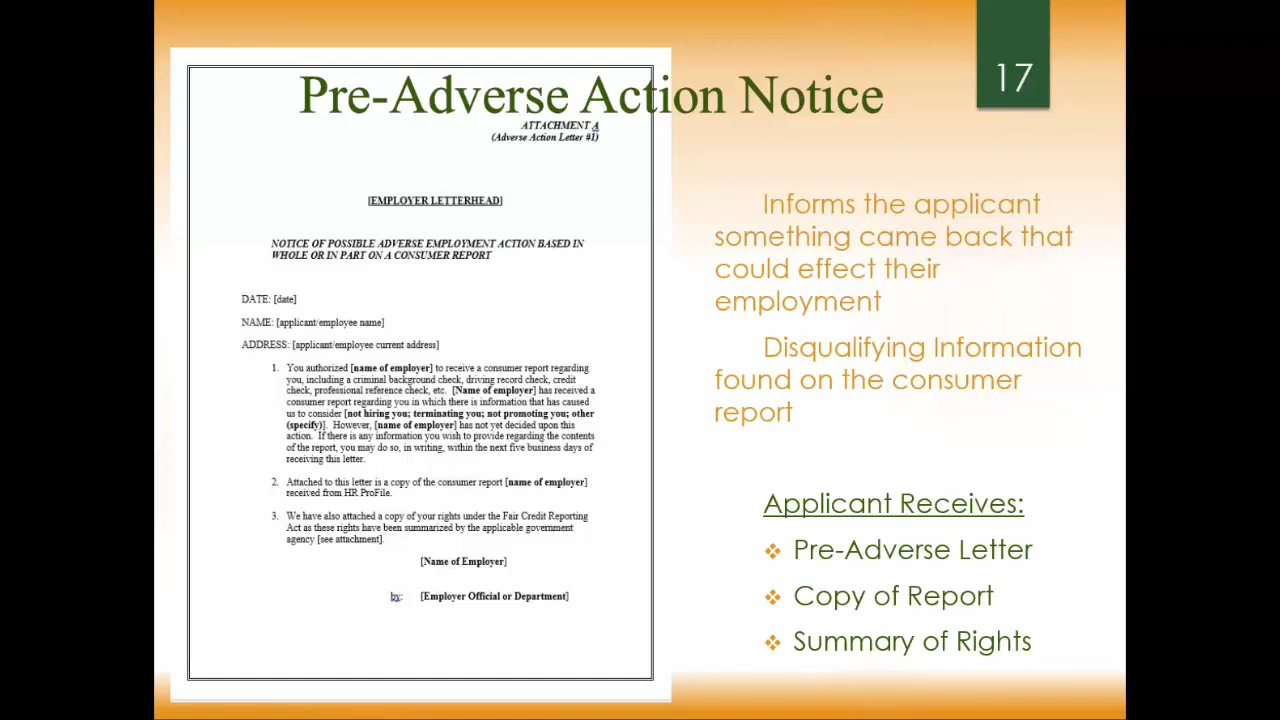 Pre-Adverse Action Notice
17
ATTACHMENT A
(Adverse Action Letter #1)
[EMPLOYER LETTERHEAD]
NOTICE OF POSSIBLE ADVERSE EMPLOYMENT ACTION BASED IN
WHOLE OR IN PART ON A CONSUMER REPORT
DATE: [date]
NAME: [applicant/employee name]
ADDRESS: [applicant/employee current address]
1. You authorized [name of employer] to receive a consumer report regarding
you, including a criminal background check, driving record check, credit
check, professional reference check, etc. [Name of employer] has received a
consumer report regarding you in which there is information that has caused
us to consider [not hiring you; terminating you; not promoting you; other
(specify)]. However, [name of employer] has not yet decided upon this
action. If there is any information you wish to provide regarding the contents
of the report, you may do so, in writing, within the next five business days of
receiving this letter.
2. Attached to this letter is a copy of the consumer report [name of employer]
received from HR ProFile.
3. We have also attached a copy of your rights under the Fair Credit Reporting
Act as these rights have been summarized by the applicable government
agency [see attachment].
[Name of Employer]
by: [Employer Official or Department]
Informs the applicant
something came back that
could effect their
employment
Disqualifying Information
found on the consumer
report
Applicant Receives:
❖ Pre-Adverse Letter
❖ Copy of Report
❖ Summary of Rights